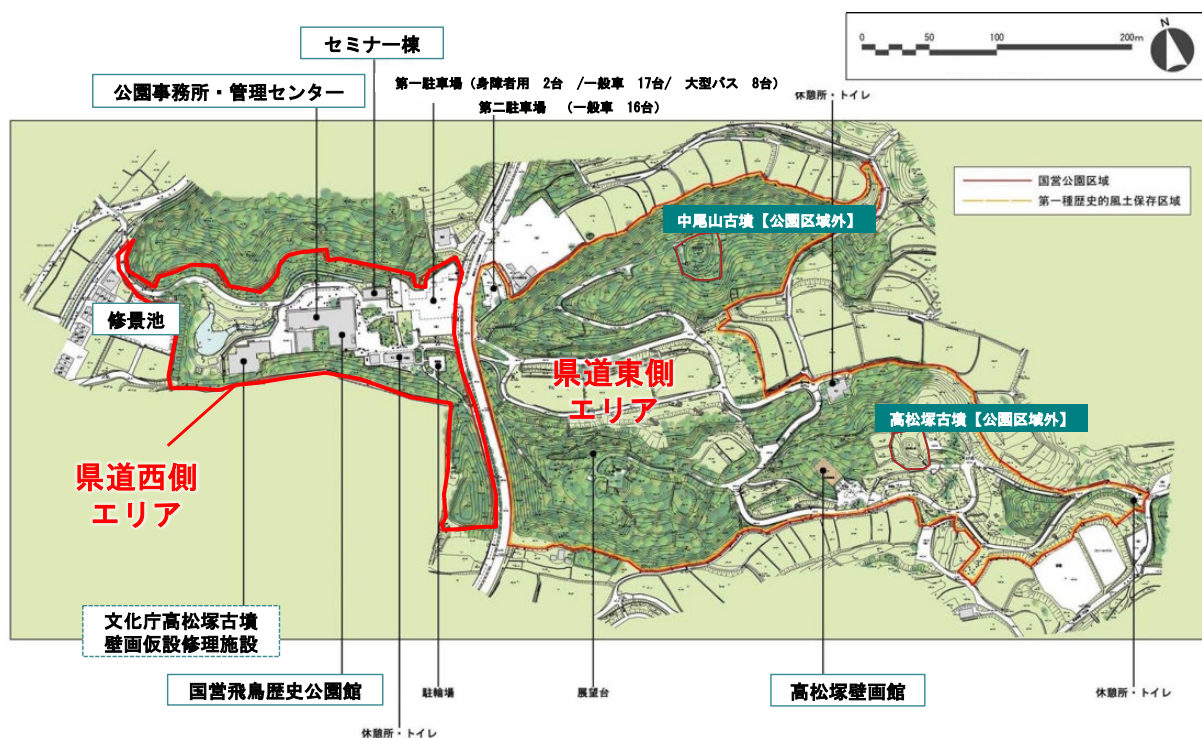 セミナー棟
公園事務所・管理センター
第一駐車場（身障者用　2台　/一般車　17台/　大型バス　8台）
第二駐車場　（一般車　16台）
休憩所・トイレ
0 50 100 200m
N
国営公園区域
第一種歴史的風土保存区域
中尾山古墳【公園区域外】
修景池
県道東側
エリア
高松塚古墳【公園区域外】
県道西側
エリア
文化庁高松塚古墳
壁画仮設修理施設
国営飛鳥歴史公園館
駐輪場
展望台
高松塚壁画館
休憩所・トイレ
休憩所・トイレ